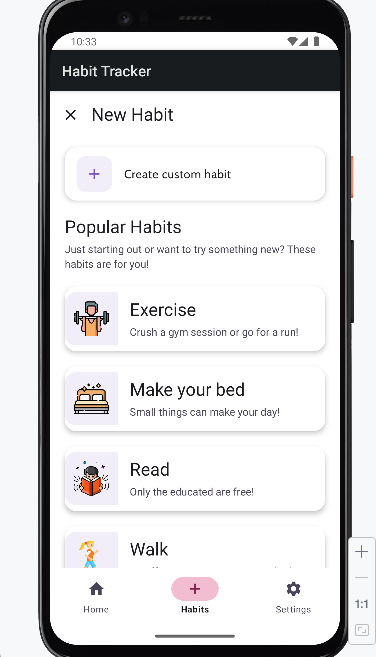 10:33
Habit Tracker
New Habit
Create custom habit
Popular Habits
Just starting out or want to try something new? These
habits are for you!
Exercise
Crush a gym session or go for a run!
Make your bed
Small things can make your day!
Read
Only the educated are free!
Walk
Home
Habits
Settings
1:1